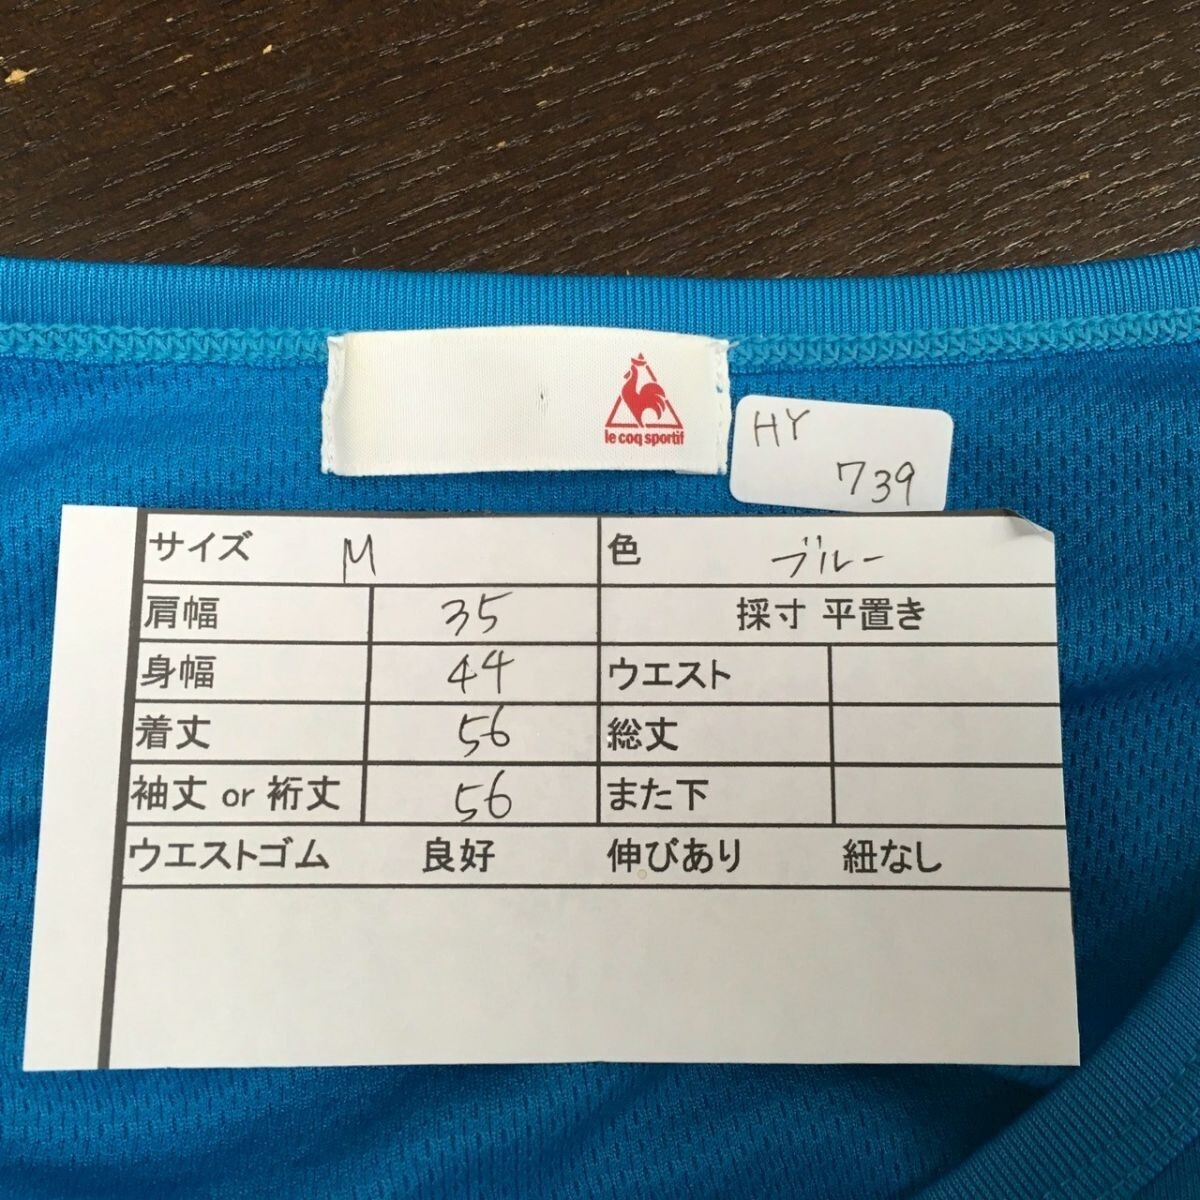 le coq sportif
HY
739
サイズ M 色 ブルー
肩幅 35 採寸 平置き
身幅 44 ウエスト
着丈 56 総丈
袖丈 or 裄丈 56 また下
ウエストゴム 良好 伸びあり 紐なし